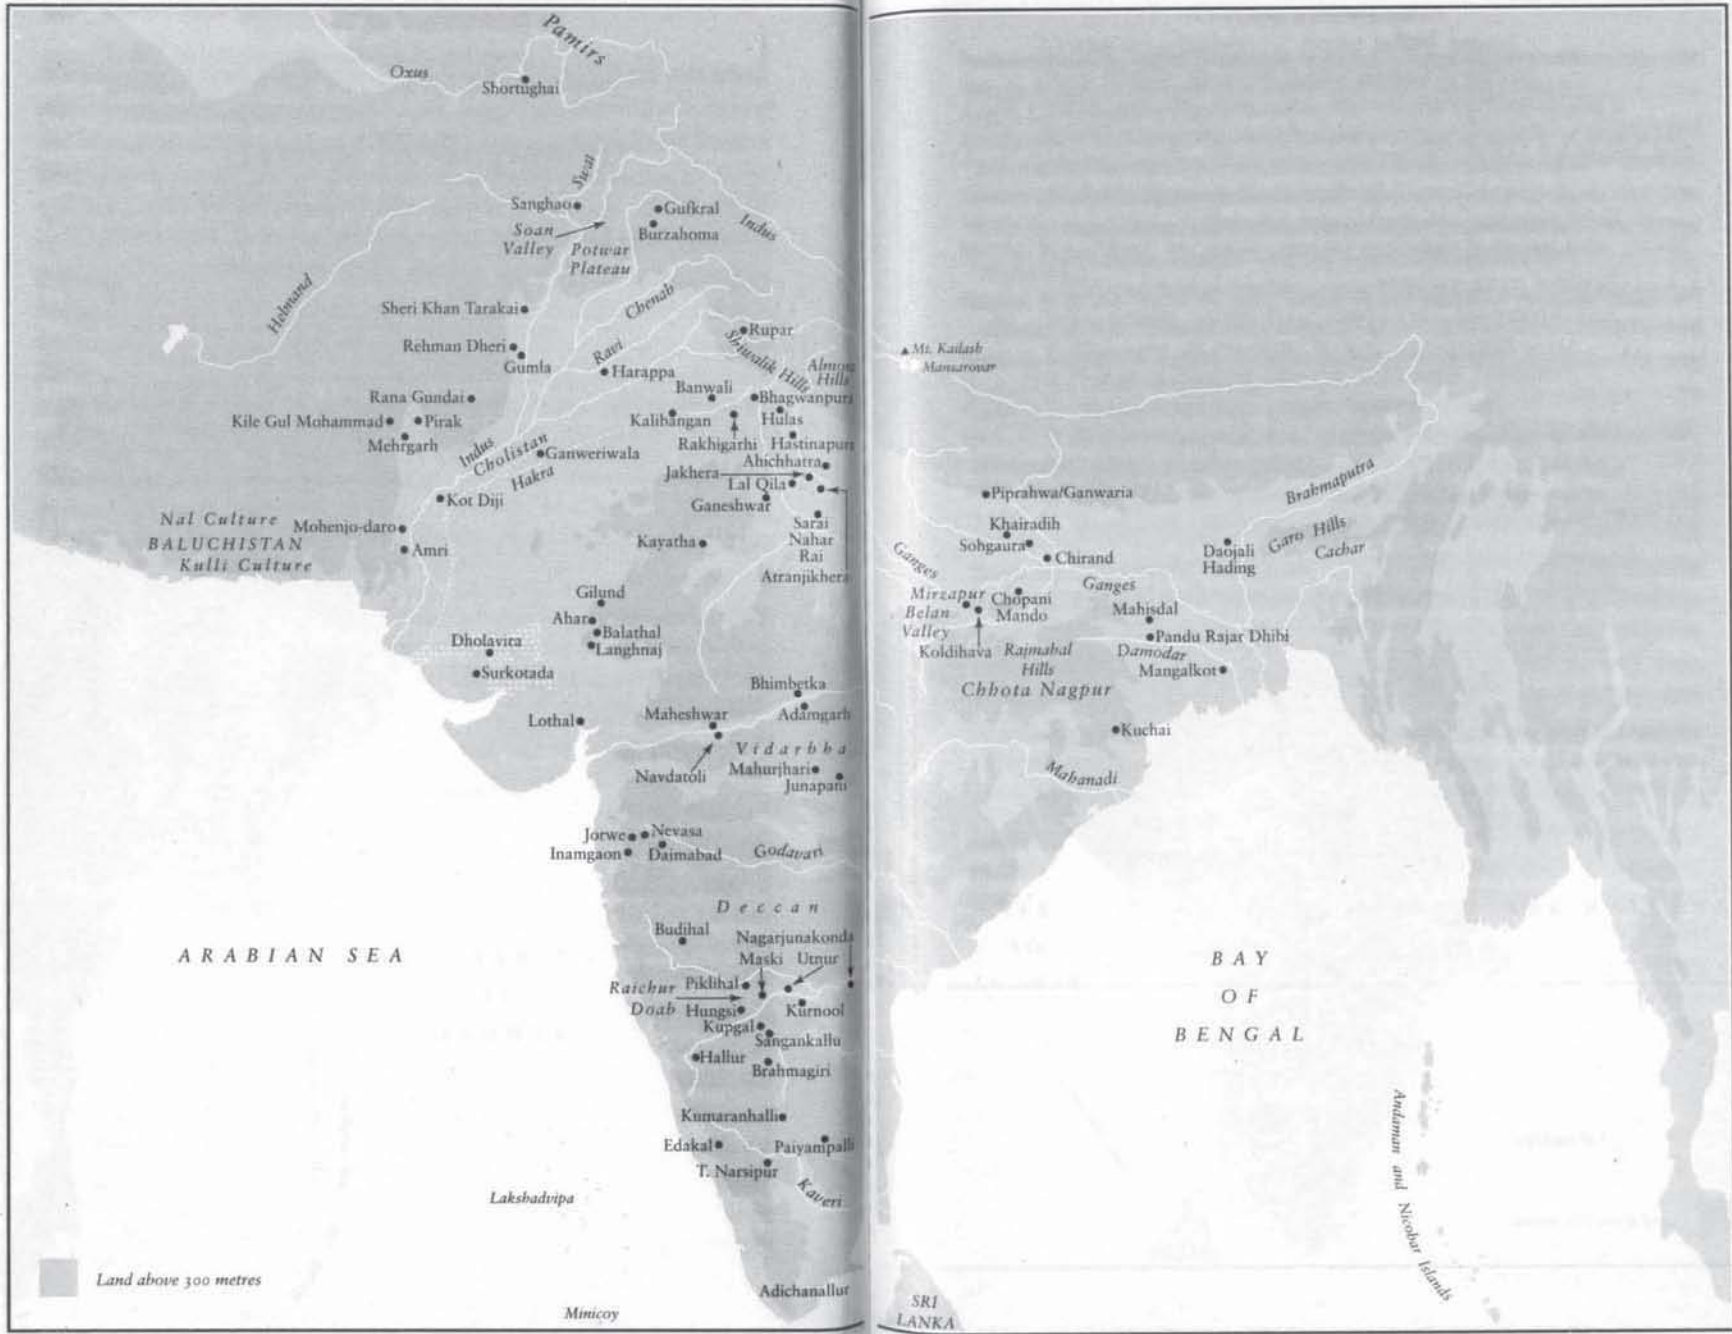 Pamirs
Oxus
Shortughai
Swat
Sanghao
Gufkral
Soan
Valley
Burzahoma
Indus
Potwar
Plateau
Helmand
Chenab
Sheri Khan Tarakai
Rupar
Rehman Dheri
Ravi
Shiwalik Hills
Gumla
Harappa
Almora
Hills
Banwali
Rana Gundai
Bhagwanpura
Kile Gul Mohammad
Pirak
Kalibangan
Hulas
Mehrgarh
Indus
Cholistan
Rakhigarhi
Hastinapura
Ganweriwala
Ahichhatra
Hakra
Jakhera
Lal Qila
Kot Diji
Ganeshwar
Nal Culture
Mohenjo-daro
Sarai
Nahar
Rai
BALUCHISTAN
Amri
Kayatha
Kulli Culture
Atranjikhera
Gilund
Ahar
Balathal
Dholavira
Langhnaj
Surkotada
Bhimbetka
Lothal
Maheshwar
Adamgarh
Vidarbha
Navdatoli
Mahurjhari
Junapani
Jorwe
Nevasa
Inamgaon
Daimabad
Godavari
Deccan
Budihal
Nagarjunakonda
Maski
Utnur
ARABIAN SEA
Raichur
Doab
Piklihal
Hungsi
Kurnool
Kupgal
Sangankallu
Hallur
Brahmagiri
Kumaranhalli
Edakal
Paiyampalli
T. Narsipur
Kaveri
Lakshadvipa
Land above 300 metres
Adichanallur
Minicoy
Mt. Kailash
Mansarovar
Piprahwa/Ganwaria
Brahmaputra
Khairadih
Sohgaura
Chirand
Daojali
Hading
Garo Hills
Cachar
Ganges
Ganges
Mirzapur
Belan
Valley
Chopani
Mando
Mahisdal
Koldihava
Rajmahal
Hills
Pandu Rajar Dhibi
Damodar
Mangalkot
Chhota Nagpur
Kuchai
Mahanadi
BAY
OF
BENGAL
Andaman and Nicobar Islands
SRI
LANKA